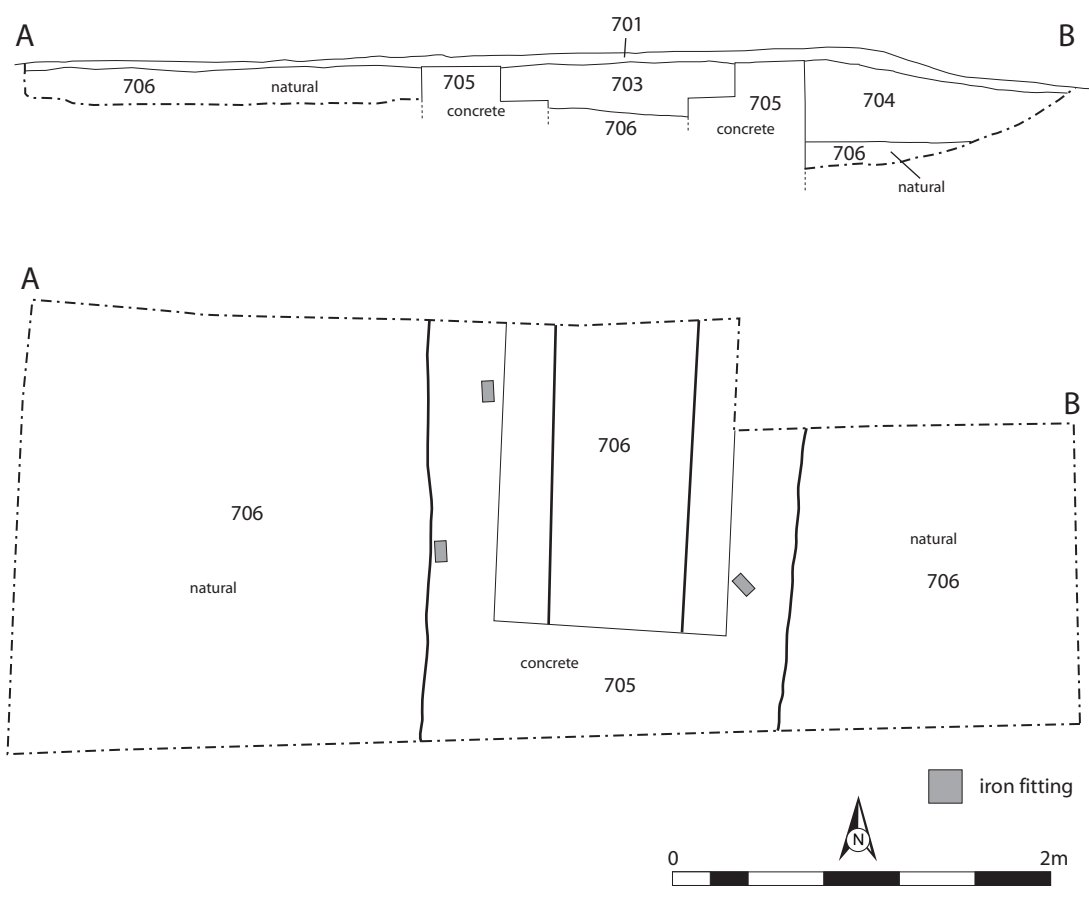 A
701
B
706
natural
705
concrete
703
706
705
concrete
704
706
natural
A
B
706
706
natural
natural
706
concrete
705
iron fitting
N
0
2m